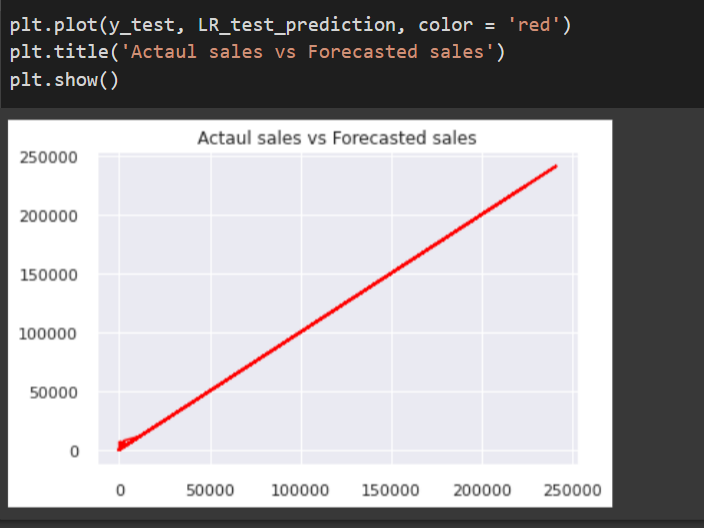 plt.plot(y_test, LR_test_prediction, color = 'red')
plt.title('Actaul sales vs Forecasted sales')
plt.show()
Actaul sales vs Forecasted sales
250000
200000
150000
100000
50000
0
0 50000 100000 150000 200000 250000